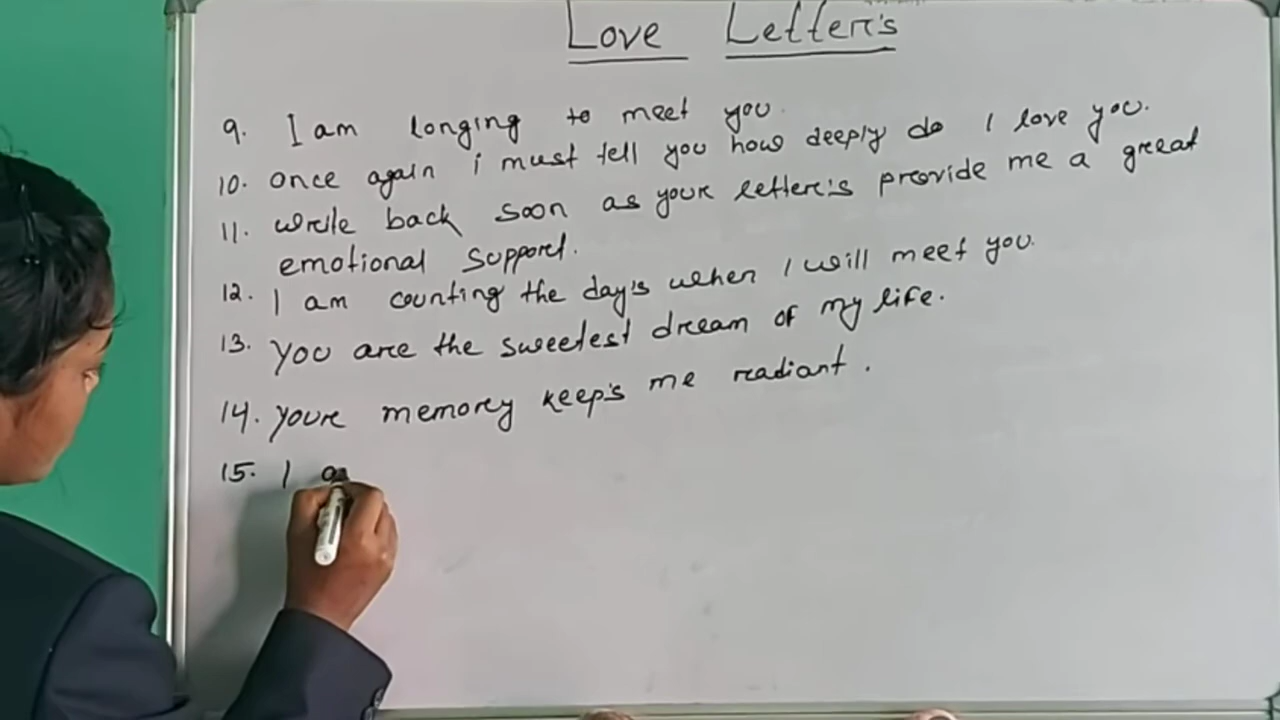 Love Letter's
9. I am longing to meet you.
10. once again i must tell you how deeply do I love you.
11. write back soon as your letter's provide me a great
emotional support.
12. I am counting the day's when I will meet you.
13. you are the sweetest dream of my life.
14. your memory keep's me radiant.
15. I a